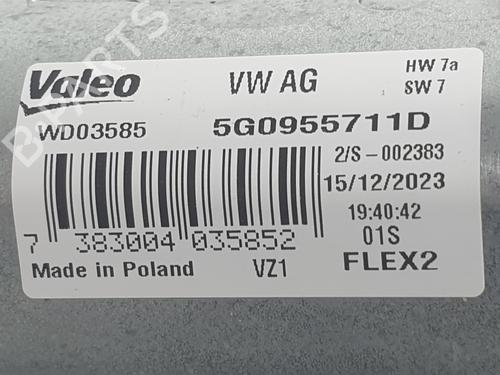 Valeo
VW AG
HW 7a
SW 7
WD03585
5G0955711D
2/S-002383
15/12/2023
19:40:42
01S
7 383004 035852
Made in Poland
VZ1
FLEX2
B-PARTS